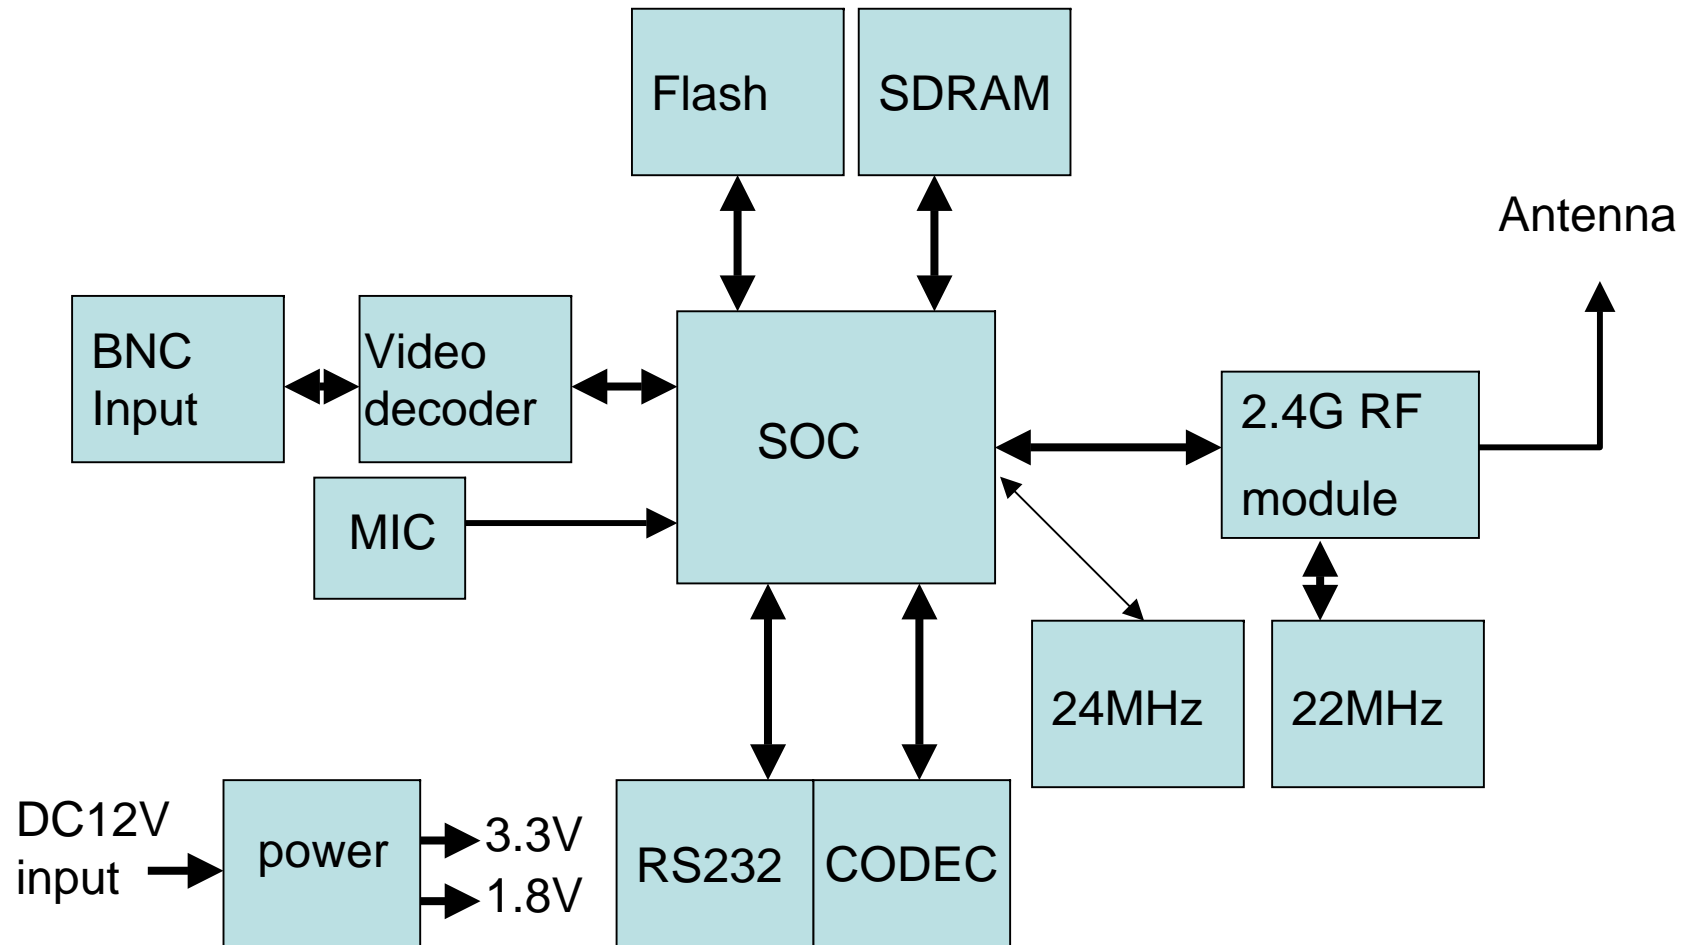 Flash
SDRAM
Antenna
BNC
Input
Video
decoder
SOC
2.4G RF
module
MIC
24MHz
22MHz
DC12V
input
power
3.3V
1.8V
RS232
CODEC